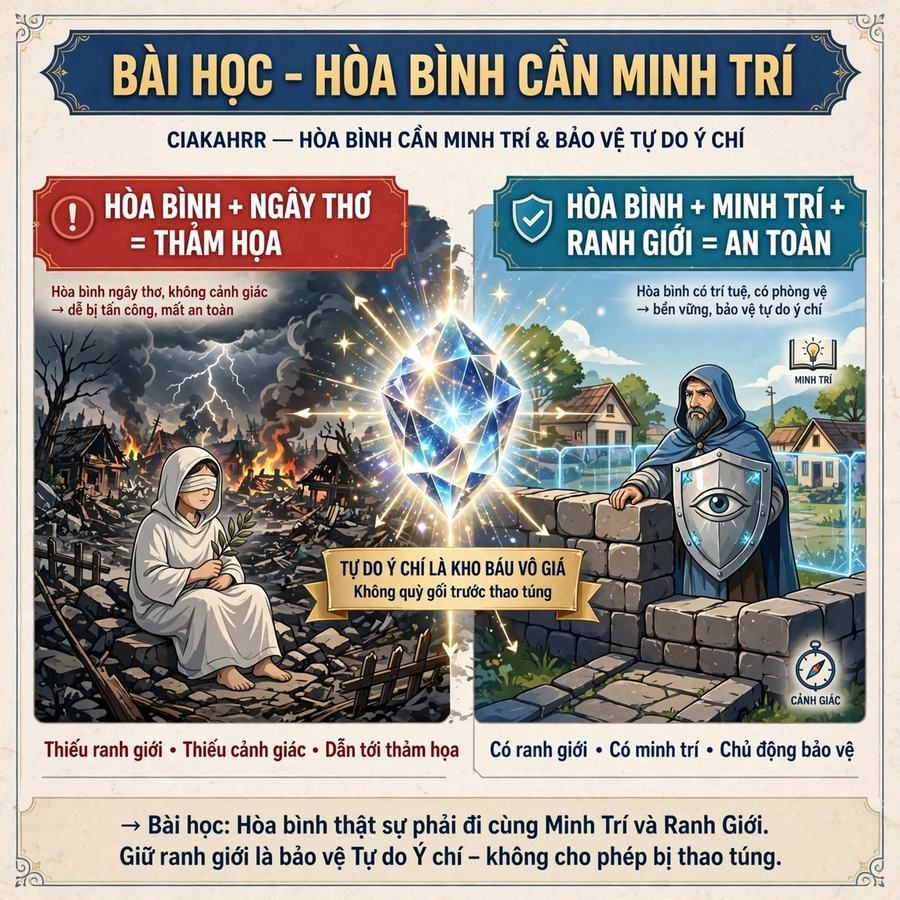 BÀI HỌC - HÒA BÌNH CẦN MINH TRÍ
CIAKAHRR — HÒA BÌNH CẦN MINH TRÍ & BẢO VỆ TỰ DO Ý CHÍ
HÒA BÌNH + NGÂY THƠ
= THẢM HỌA
Hòa bình ngây thơ, không cảnh giác
→ dễ bị tấn công, mất an toàn
HÒA BÌNH + MINH TRÍ +
RANH GIỚI = AN TOÀN
Hòa bình có trí tuệ, có phòng vệ
→ bền vững, bảo vệ tự do ý chí
MINH TRÍ
TỰ DO Ý CHÍ LÀ KHO BÁU VÔ GIÁ
Không quỳ gối trước thao túng
CẢNH GIÁC
Thiếu ranh giới • Thiếu cảnh giác • Dẫn tới thảm họa
Có ranh giới • Có minh trí • Chủ động bảo vệ
→ Bài học: Hòa bình thật sự phải đi cùng Minh Trí và Ranh Giới.
Giữ ranh giới là bảo vệ Tự do Ý chí – không cho phép bị thao túng.